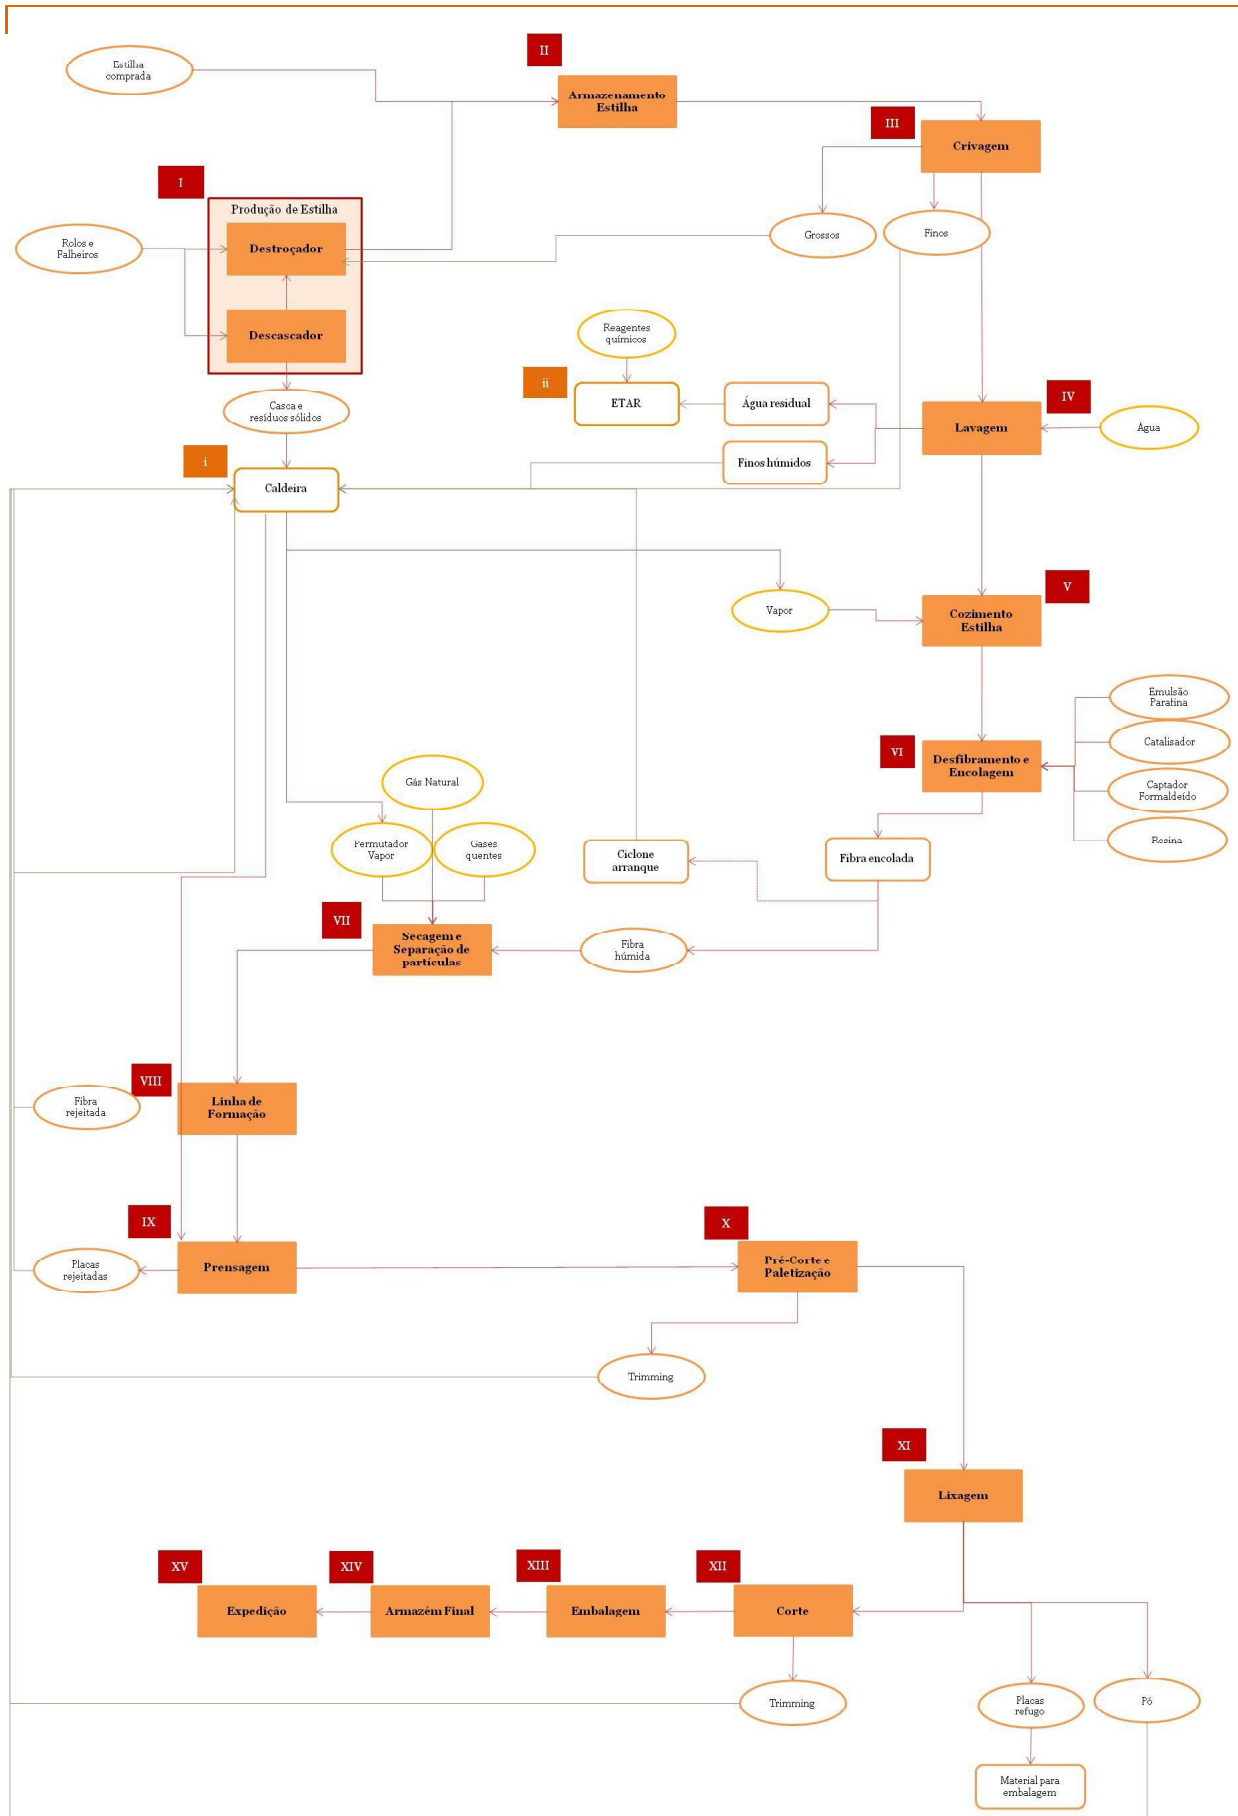 II
Estilha
comprada
Armazenamento
Estilha
III
Crivagem
I
Produção de Estilha
Rolos e
Falheiros
Destroçador
Grossos
Finos
Descascador
Reagentes
químicos
ii
ETAR
Água residual
IV
Lavagem
Água
Casca e
resíduos sólidos
Finos húmidos
i
Caldeira
V
Vapor
Cozimento
Estilha
Emulsão
Parafina
VI
Desfibramento e
Encolagem
Catalisador
Captador
Formaldeído
Resina
Gás Natural
Permutador
Vapor
Gases
quentes
Ciclone
arranque
Fibra encolada
VII
Secagem e
Separação de
partículas
Fibra
húmida
VIII
Fibra
rejeitada
Linha de
Formação
IX
X
Placas
rejeitadas
Prensagem
Pré-Corte e
Paletização
Trimming
XI
Lixagem
XV
XIV
XIII
XII
Expedição
Armazém Final
Embalagem
Corte
Trimming
Placas
refugo
Pó
Material para
embalagem